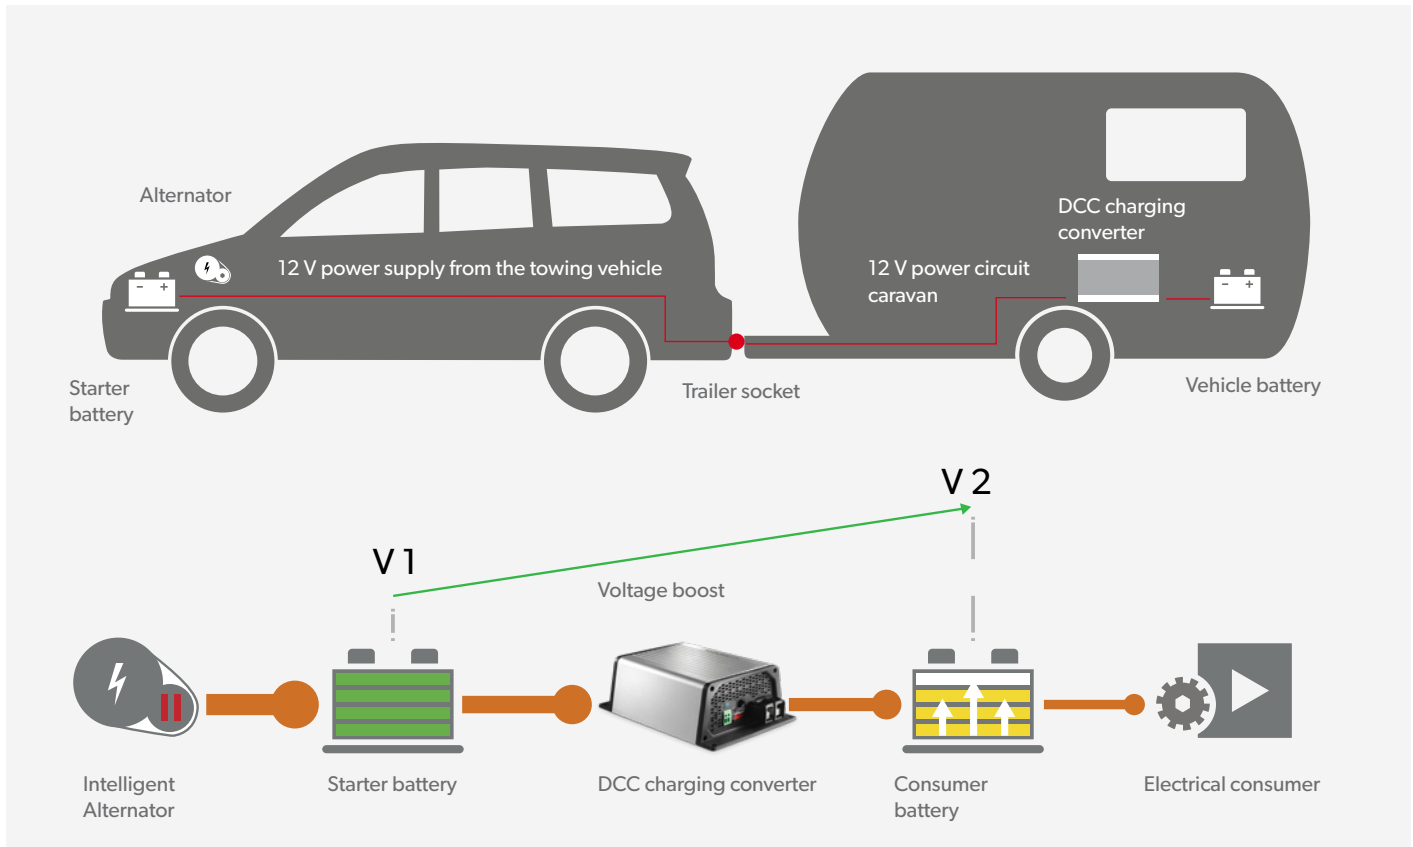 Alternator
12 V power supply from the towing vehicle
DCC charging
converter
12 V power circuit
caravan
Starter
battery
Trailer socket
Vehicle battery
V 1
V 2
Voltage boost
Intelligent
Alternator
Starter battery
DCC charging converter
Consumer
battery
Electrical consumer